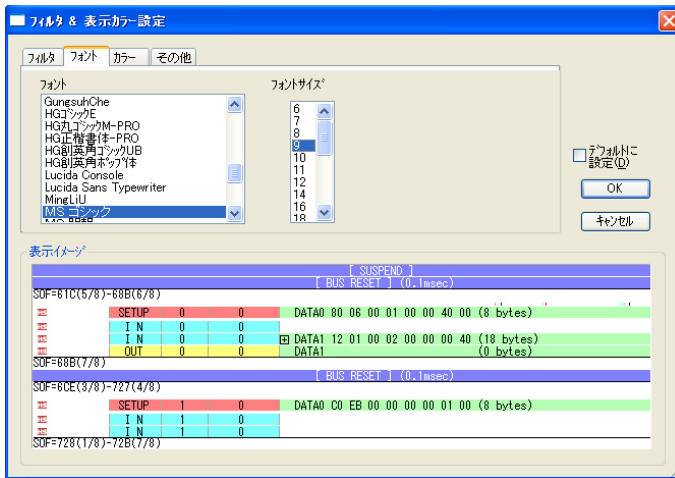 フィルタ & 表示カラー設定
フィルタ フォント カラー その他
フォント
GungsuhChe
HGゴシックE
HG丸ゴシックM-PRO
HG正楷書体-PRO
HG創英角ゴシックUB
HG創英角ポップ体
Lucida Console
Lucida Sans Typewriter
MingLiU
MS ゴシック
MS 明朝
フォントサイズ
6
7
8
9
10
11
12
14
16
18
デフォルトに
設定(D)
OK
キャンセル
表示イメージ
[ SUSPEND ]
[ BUS RESET ] (0.1msec)
SOF=61C(5/8)-68B(6/8)
SETUP 0 0 DATA0 80 06 00 01 00 00 40 00 (8 bytes)
I N 0 0
I N 0 0 DATA1 12 01 00 02 00 00 00 40 (18 bytes)
OUT 0 0 DATA1 (0 bytes)
SOF=68B(7/8)
[ BUS RESET ] (0.1msec)
SOF=6CE(3/8)-727(4/8)
SETUP 1 0 DATA0 C0 EB 00 00 00 00 01 00 (8 bytes)
I N 1 0
I N 1 0
SOF=728(1/8)-72B(7/8)